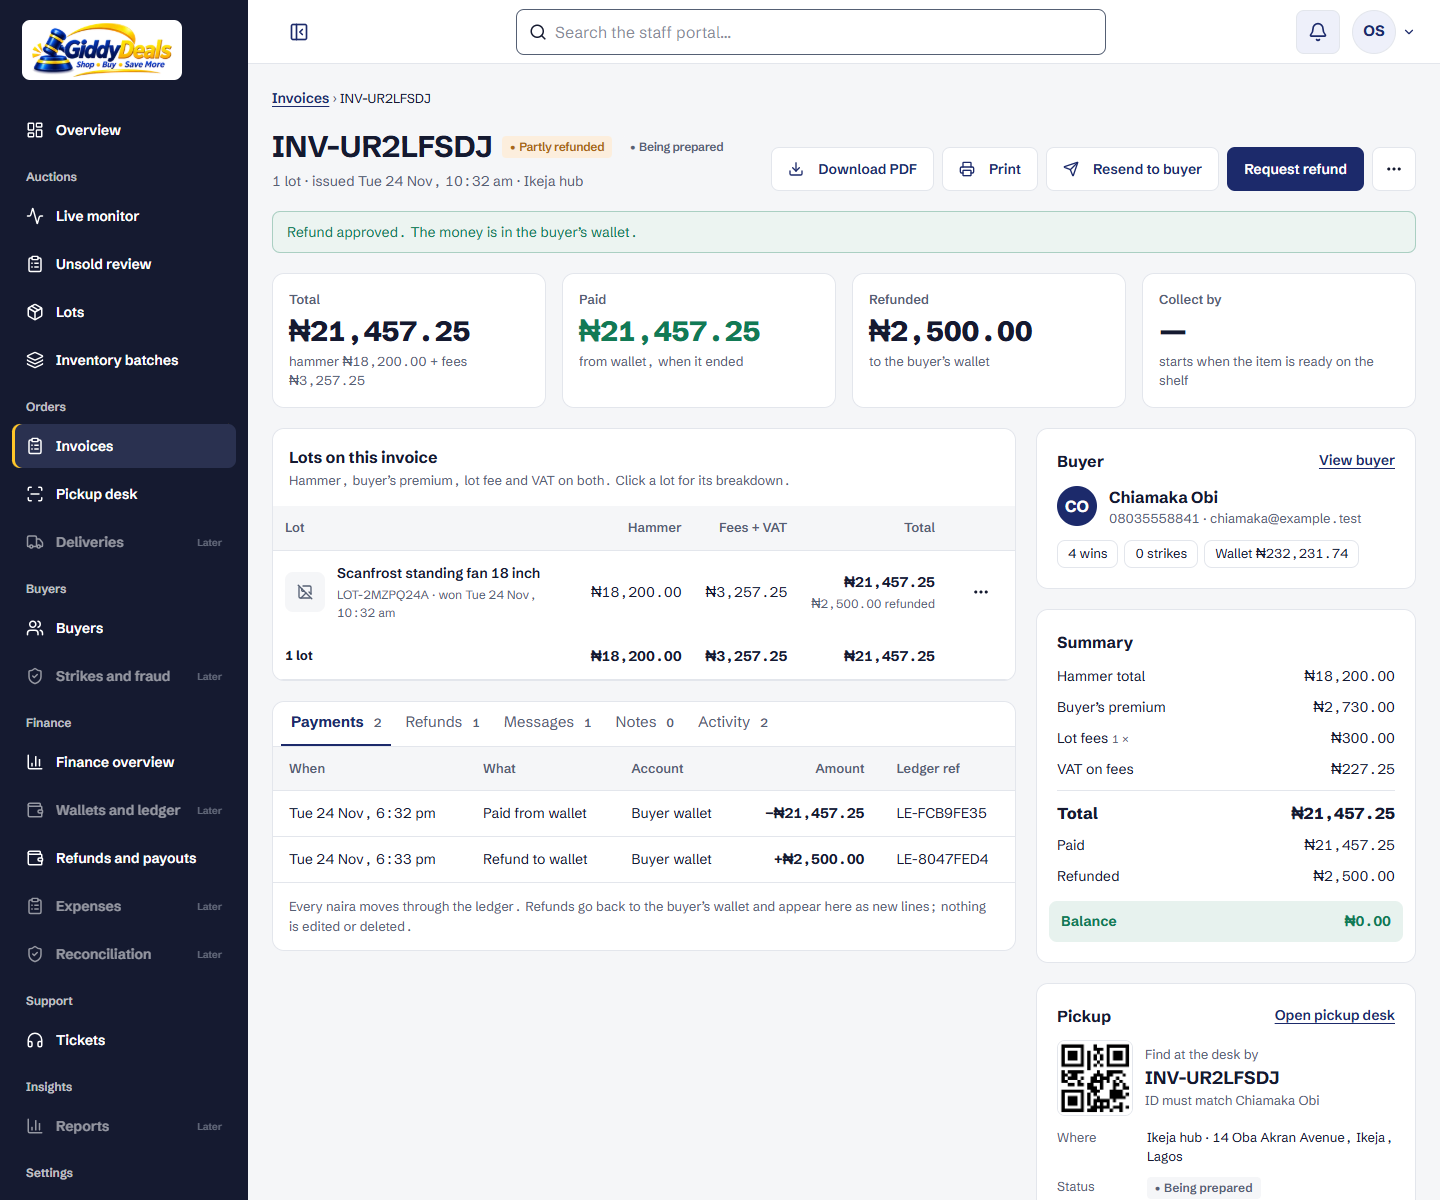 GiddyDeals
Shop • Buy • Save More
Search the staff portal...
OS
Overview
Auctions
Live monitor
Unsold review
Lots
Inventory batches
Orders
Invoices
Pickup desk
Deliveries Later
Buyers
Buyers
Strikes and fraud Later
Finance
Finance overview
Wallets and ledger Later
Refunds and payouts
Expenses Later
Reconciliation Later
Support
Tickets
Insights
Reports Later
Settings
Invoices › INV-UR2LFSDJ
INV-UR2LFSDJ • Partly refunded • Being prepared
1 lot · issued Tue 24 Nov, 10:32 am · Ikeja hub
Download PDF Print Resend to buyer Request refund
Refund approved. The money is in the buyer’s wallet.
Total
₦21,457.25
hammer ₦18,200.00 + fees
₦3,257.25
Paid
₦21,457.25
from wallet, when it ended
Refunded
₦2,500.00
to the buyer’s wallet
Collect by
—
starts when the item is ready on the
shelf
Lots on this invoice
Hammer, buyer’s premium, lot fee and VAT on both. Click a lot for its breakdown.
Lot Hammer Fees + VAT Total
Scanfrost standing fan 18 inch
LOT-2MZPQ24A · won Tue 24 Nov,
10:32 am
₦18,200.00 ₦3,257.25 ₦21,457.25
₦2,500.00 refunded
1 lot ₦18,200.00 ₦3,257.25 ₦21,457.25
Payments 2 Refunds 1 Messages 1 Notes 0 Activity 2
When What Account Amount Ledger ref
Tue 24 Nov, 6:32 pm Paid from wallet Buyer wallet −₦21,457.25 LE-FCB9FE35
Tue 24 Nov, 6:33 pm Refund to wallet Buyer wallet +₦2,500.00 LE-8047FED4
Every naira moves through the ledger. Refunds go back to the buyer’s wallet and appear here as new lines; nothing
is edited or deleted.
Buyer View buyer
CO
Chiamaka Obi
08035558841 · chiamaka@example.test
4 wins 0 strikes Wallet ₦232,231.74
Summary
Hammer total ₦18,200.00
Buyer’s premium ₦2,730.00
Lot fees 1 × ₦300.00
VAT on fees ₦227.25
Total ₦21,457.25
Paid ₦21,457.25
Refunded ₦2,500.00
Balance ₦0.00
Pickup Open pickup desk
Find at the desk by
INV-UR2LFSDJ
ID must match Chiamaka Obi
Where Ikeja hub · 14 Oba Akran Avenue, Ikeja,
Lagos
Status • Being prepared